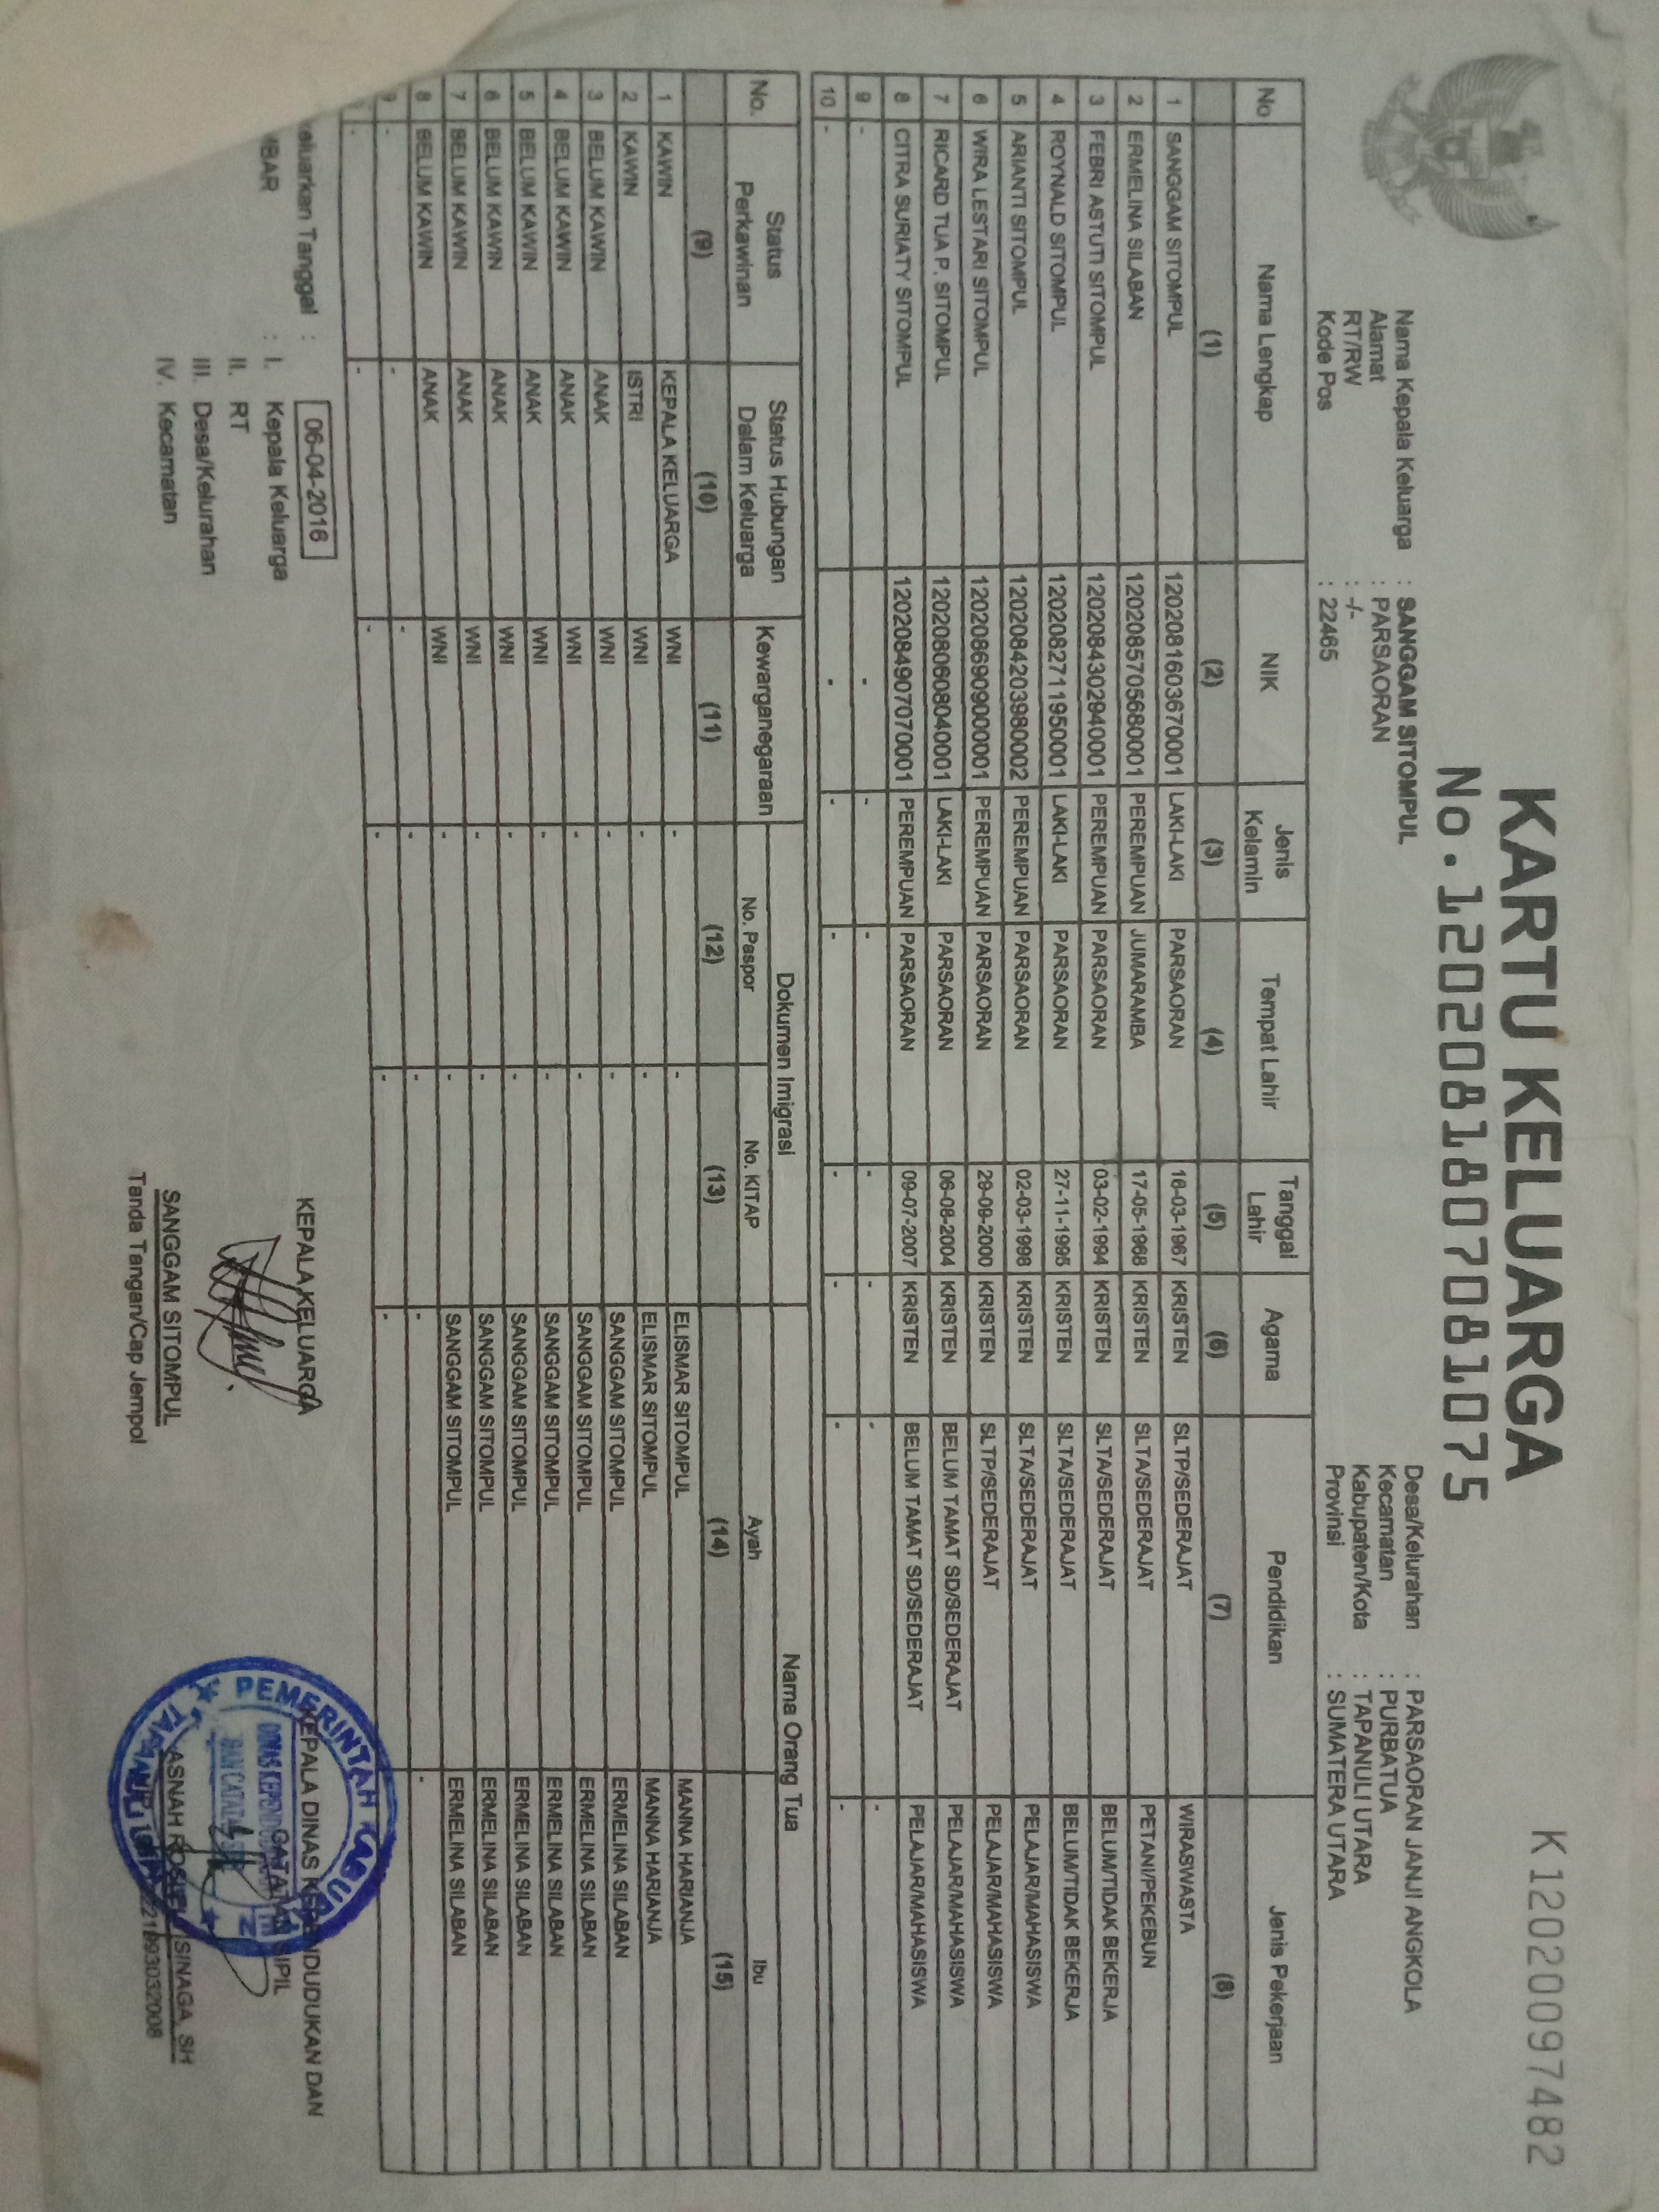 K12020097482
KARTU KELUARGA
No.1202081807081075
Nama Kepala Keluarga : SANGGAM SITOMPUL
Alamat : PARSAORAN
RT/RW : -/-
Kode Pos : 22465
Desa/Kelurahan : PARSAORAN JANJI ANGKOLA
Kecamatan : PURBATUA
Kabupaten/Kota : TAPANULI UTARA
Provinsi : SUMATERA UTARA
No Nama Lengkap NIK Jenis Kelamin Tempat Lahir Tanggal Lahir Agama Pendidikan Jenis Pekerjaan
(1) (2) (3) (4) (5) (6) (7) (8)
1 SANGGAM SITOMPUL 1202081603670001 LAKI-LAKI PARSAORAN 16-03-1967 KRISTEN SLTP/SEDERAJAT WIRASWASTA
2 ERMELINA SILABAN 1202085705680001 PEREMPUAN JUMARAMBA 17-05-1968 KRISTEN SLTA/SEDERAJAT PETANI/PEKEBUN
3 FEBRI ASTUTI SITOMPUL 1202084302940001 PEREMPUAN PARSAORAN 03-02-1994 KRISTEN SLTA/SEDERAJAT BELUM/TIDAK BEKERJA
4 ROYNALD SITOMPUL 1202082711950001 LAKI-LAKI PARSAORAN 27-11-1995 KRISTEN SLTA/SEDERAJAT BELUM/TIDAK BEKERJA
5 ARIANTI SITOMPUL 1202084203980002 PEREMPUAN PARSAORAN 02-03-1998 KRISTEN SLTA/SEDERAJAT PELAJAR/MAHASISWA
6 WIRA LESTARI SITOMPUL 1202086909000001 PEREMPUAN PARSAORAN 29-09-2000 KRISTEN SLTP/SEDERAJAT PELAJAR/MAHASISWA
7 RICARD TUA P. SITOMPUL 1202080608040001 LAKI-LAKI PARSAORAN 06-08-2004 KRISTEN BELUM TAMAT SD/SEDERAJAT PELAJAR/MAHASISWA
8 CITRA SURIATY SITOMPUL 1202084907070001 PEREMPUAN PARSAORAN 09-07-2007 KRISTEN BELUM TAMAT SD/SEDERAJAT PELAJAR/MAHASISWA
9 - - - - - - - -
10 - - - - - - - -
No. Status Perkawinan Status Hubungan Dalam Keluarga Kewarganegaraan Dokumen Imigrasi Nama Orang Tua
No. Paspor No. KITAP Ayah Ibu
(9) (10) (11) (12) (13) (14) (15)
1 KAWIN KEPALA KELUARGA WNI - - ELISMAR SITOMPUL MANNA HARIANJA
2 KAWIN ISTRI WNI - - ELISMAR SITOMPUL MANNA HARIANJA
3 BELUM KAWIN ANAK WNI - - SANGGAM SITOMPUL ERMELINA SILABAN
4 BELUM KAWIN ANAK WNI - - SANGGAM SITOMPUL ERMELINA SILABAN
5 BELUM KAWIN ANAK WNI - - SANGGAM SITOMPUL ERMELINA SILABAN
6 BELUM KAWIN ANAK WNI - - SANGGAM SITOMPUL ERMELINA SILABAN
7 BELUM KAWIN ANAK WNI - - SANGGAM SITOMPUL ERMELINA SILABAN
8 BELUM KAWIN ANAK WNI - - SANGGAM SITOMPUL ERMELINA SILABAN
9 - - - - - - -
- - - - - -
eluarkan Tanggal : 06-04-2016
MBAR : I. Kepala Keluarga
II. RT
III. Desa/Kelurahan
IV. Kecamatan
KEPALA KELUARGA
SANGGAM SITOMPUL
Tanda Tangan/Cap Jempol
KEPALA DINAS KEPENDUDUKAN DAN
CATATAN SIPIL
PEMERINTAH
TAPANULI
ASNAH SINAGA, SH